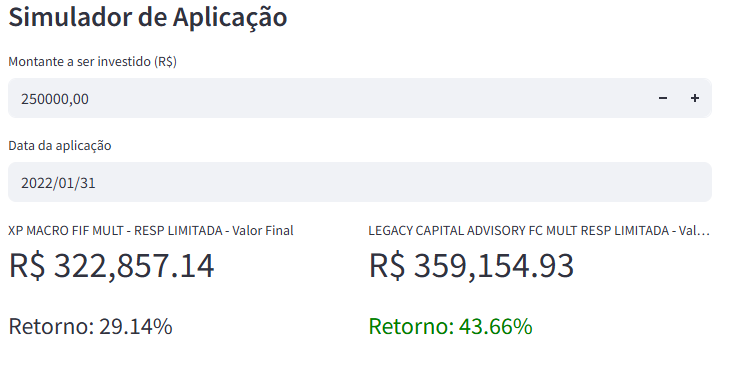 Simulador de Aplicação
Montante a ser investido (R$)
250000,00
Data da aplicação
2022/01/31
XP MACRO FIF MULT - RESP LIMITADA - Valor Final
R$ 322,857.14
Retorno: 29.14%
LEGACY CAPITAL ADVISORY FC MULT RESP LIMITADA - Val…
R$ 359,154.93
Retorno: 43.66%